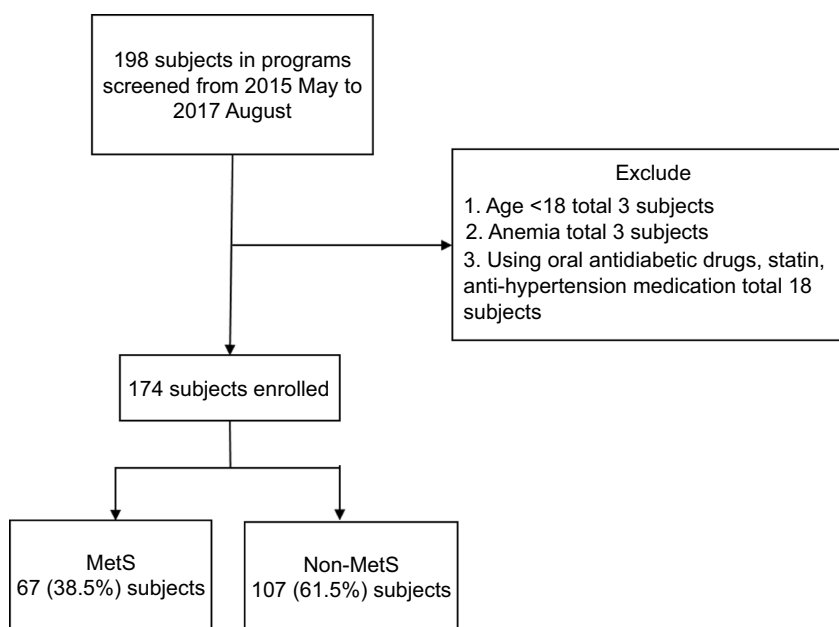 198 subjects in programs
screened from 2015 May to
2017 August
Exclude
1. Age <18 total 3 subjects
2. Anemia total 3 subjects
3. Using oral antidiabetic drugs, statin,
anti-hypertension medication total 18
subjects
174 subjects enrolled
MetS
67 (38.5%) subjects
Non-MetS
107 (61.5%) subjects